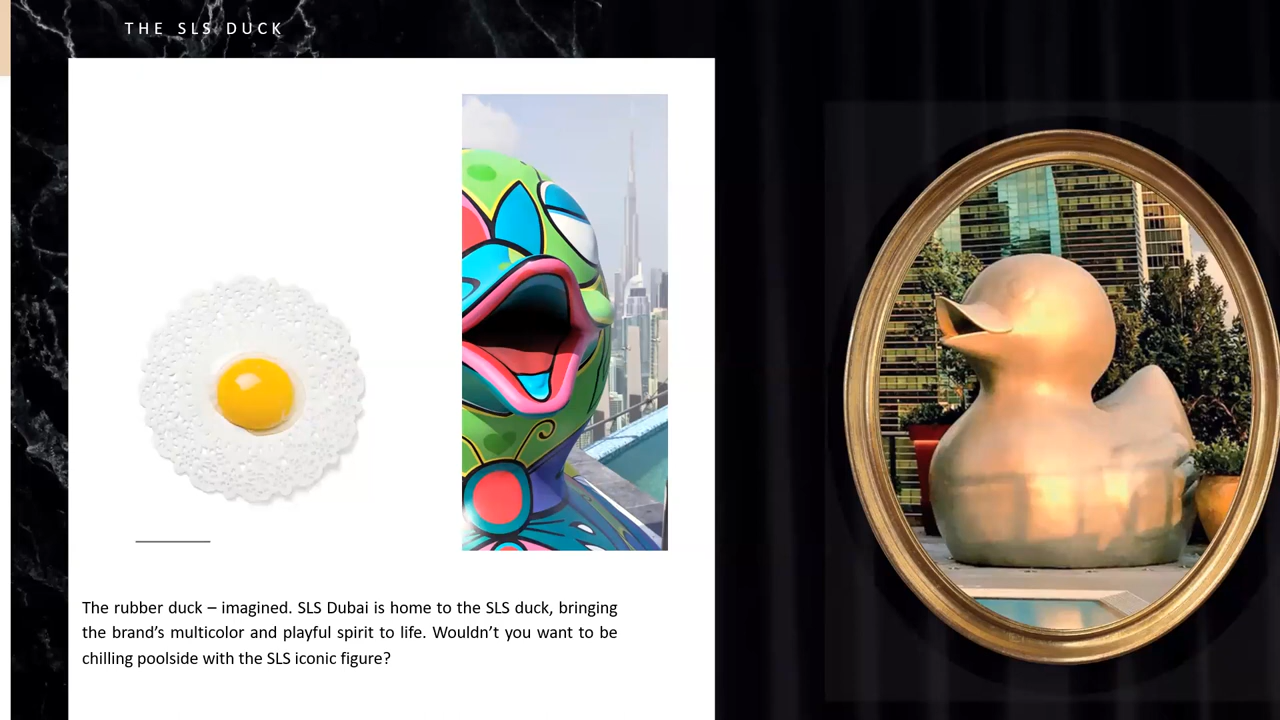 THE SLS DUCK
The rubber duck – imagined. SLS Dubai is home to the SLS duck, bringing
the brand’s multicolor and playful spirit to life. Wouldn’t you want to be
chilling poolside with the SLS iconic figure?